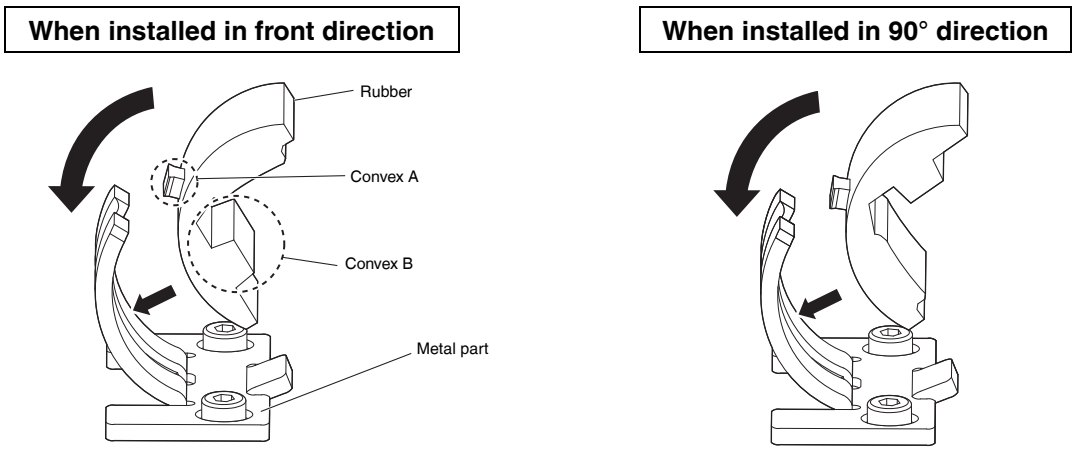 When installed in front direction
When installed in 90° direction
Rubber
Convex A
Convex B
Metal part